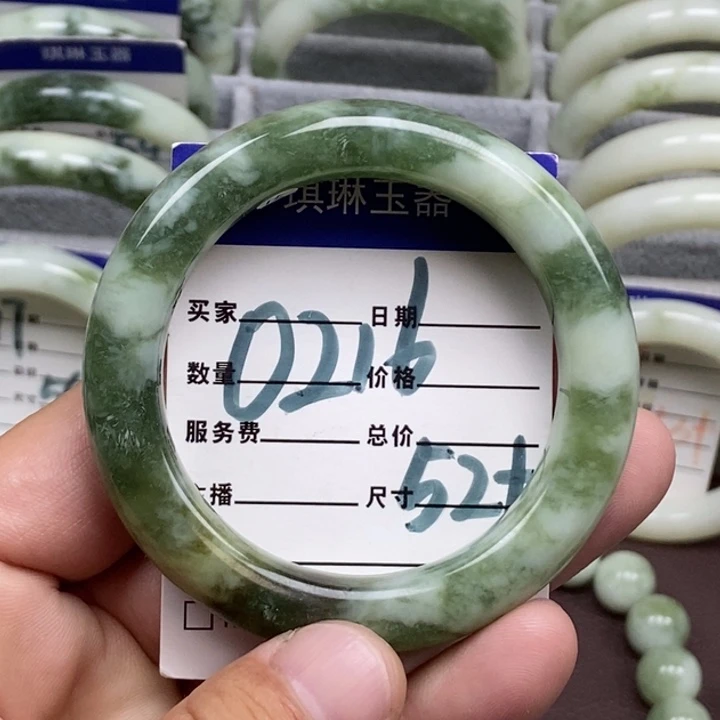 琪琳玉器
买家 日期
0216
数量 价格
服务费 总价
播 尺寸 52+